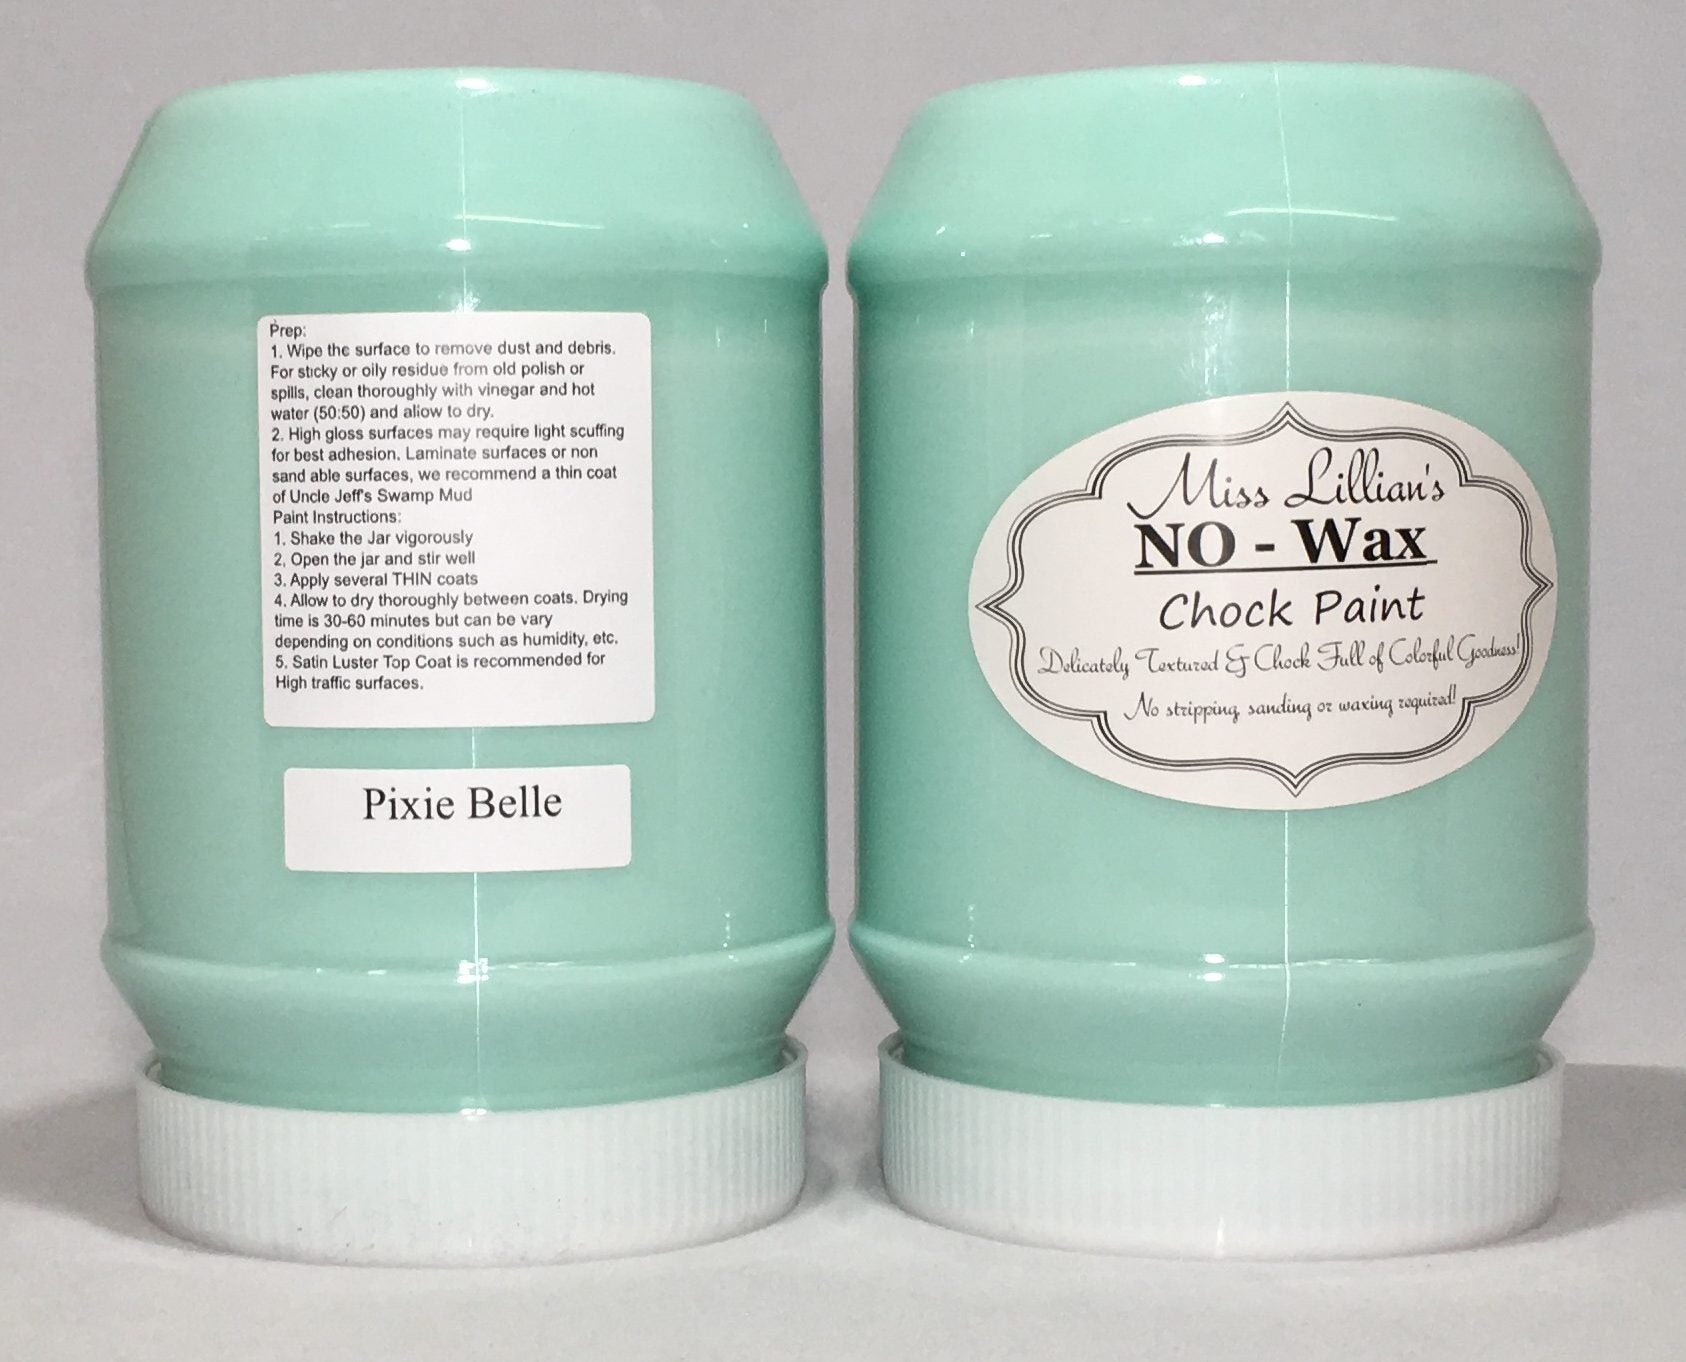 Prep:
1. Wipe the surface to remove dust and debris.
For sticky or oily residue from old polish or
spills, clean thoroughly with vinegar and hot
water (50:50) and allow to dry.
2. High gloss surfaces may require light scuffing
for best adhesion. Laminate surfaces or non
sand able surfaces, we recommend a thin coat
of Uncle Jeff's Swamp Mud
Paint Instructions:
1. Shake the Jar vigorously
2. Open the jar and stir well
3. Apply several THIN coats
4. Allow to dry thoroughly between coats. Drying
time is 30-60 minutes but can be vary
depending on conditions such as humidity, etc.
5. Satin Luster Top Coat is recommended for
High traffic surfaces.
Pixie Belle
Miss Lillian's
NO - Wax
Chock Paint
Delicately Textured & Chock Full of Colorful Goodness!
No stripping, sanding or waxing required!